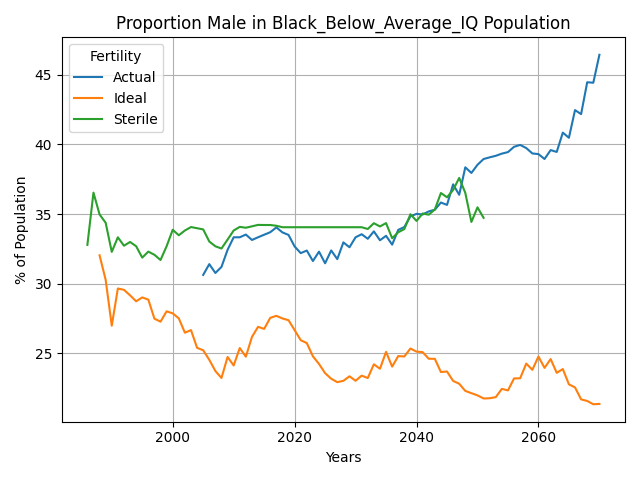 Proportion Male in Black_Below_Average_IQ Population
Fertility
Actual
Ideal
Sterile
% of Population
45
40
35
30
25
2000
2020
2040
2060
Years